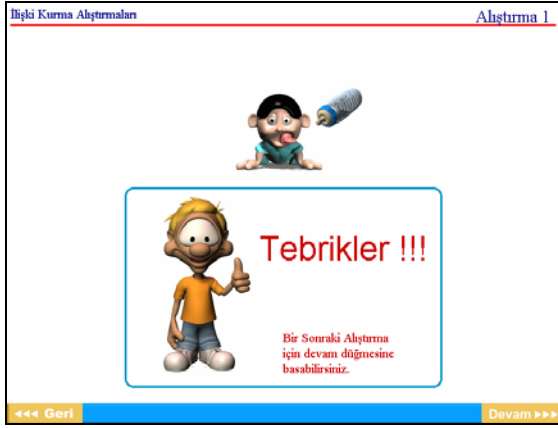 İlişki Kurma Alıştırmaları
Alıştırma 1
Tebrikler !!!
Bir Sonraki Alıştırma
için devam düğmesine
basabilirsiniz.
◄◄◄ Geri
Devam ►►►